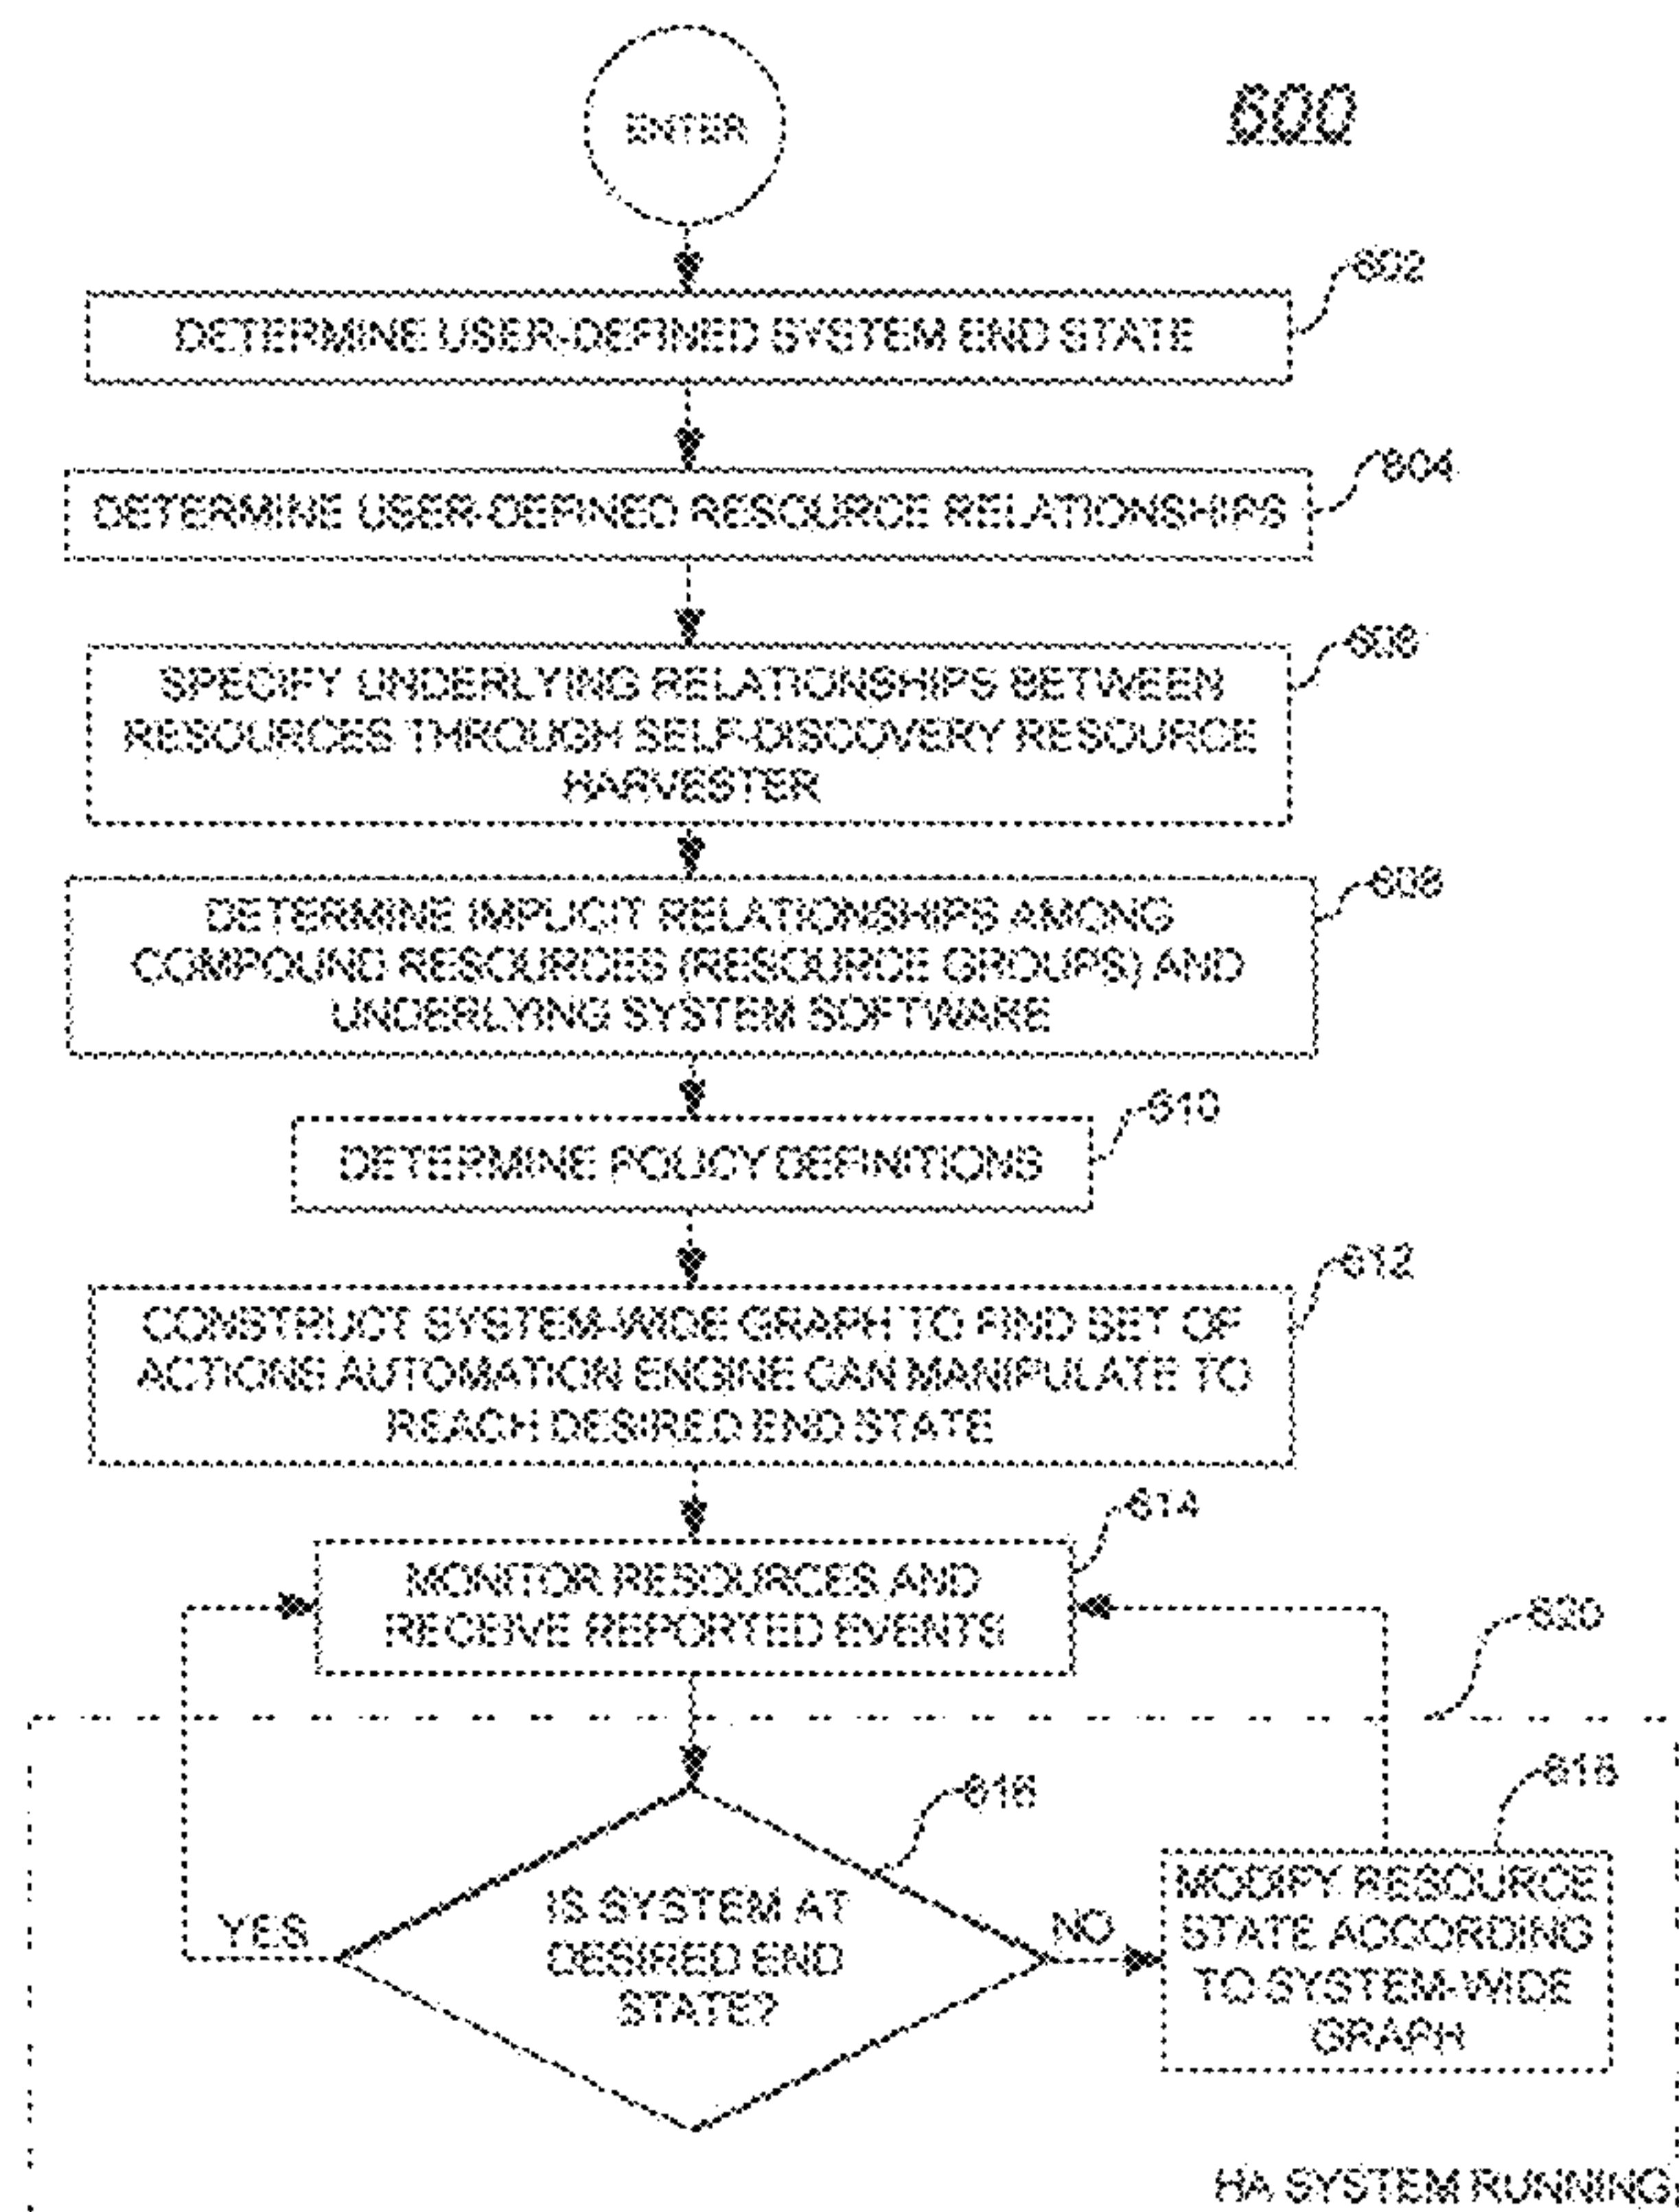 ENTER
600
602
DETERMINE USER-DEFINED SYSTEM END STATE
604
DETERMINE USER-DEFINED RESOURCE RELATIONSHIPS
606
SPECIFY UNDERLYING RELATIONSHIPS BETWEEN
RESOURCES THROUGH SELF-DISCOVERY RESOURCE
HARVESTER
608
DETERMINE IMPLICIT RELATIONSHIPS AMONG
COMPOUND RESOURCES (RESOURCE GROUPS) AND
UNDERLYING SYSTEM SOFTWARE
610
DETERMINE POLICY DEFINITIONS
612
CONSTRUCT SYSTEM-WIDE GRAPH TO FIND SET OF
ACTIONS AUTOMATION ENGINE CAN MANIPULATE TO
REACH DESIRED END STATE
614
MONITOR RESOURCES AND
RECEIVE REPORTED EVENTS
620
616
618
IS SYSTEM AT
DESIRED END
STATE?
YES
NO
MODIFY RESOURCE
STATE ACCORDING
TO SYSTEM-WIDE
GRAPH
HA SYSTEM RUNNING